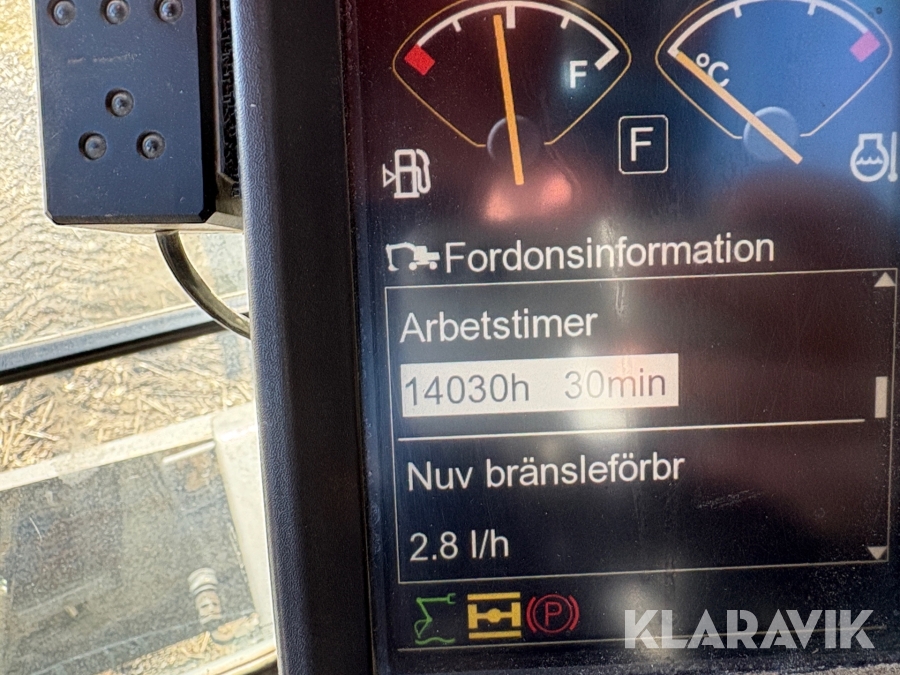 F
°C
F
Fordonsinformation
Arbetstimer
14030h 30min
Nuv bränsleförbr
2.8 l/h
P
KLARAVIK